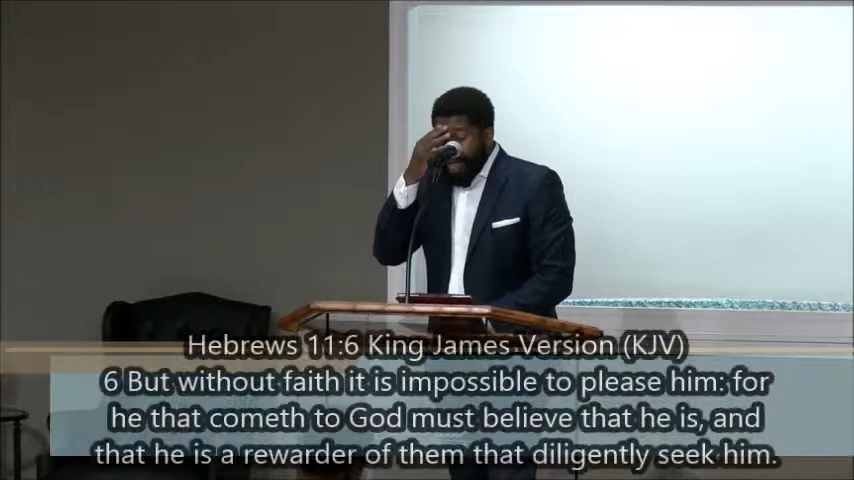 Hebrews 11:6 King James Version (KJV)
6 But without faith it is impossible to please him: for
he that cometh to God must believe that he is, and
that he is a rewarder of them that diligently seek him.